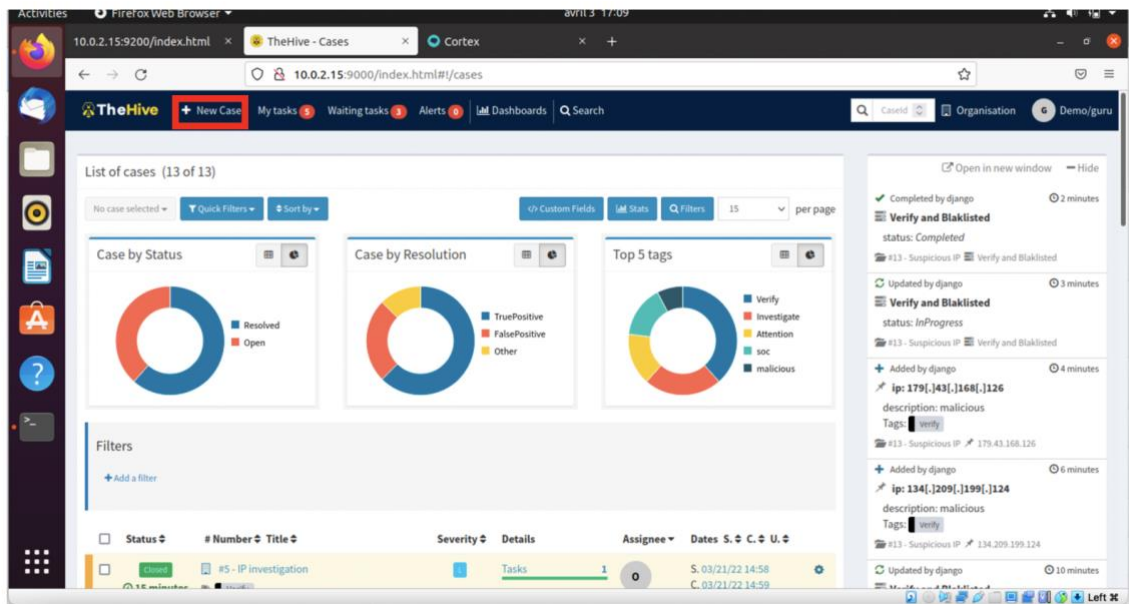 Activities Firefox Web Browser avril 3 17:09
10.0.2.15:9200/index.html × TheHive - Cases × Cortex × +
10.0.2.15:9000/index.html#!/cases
TheHive + New Case My tasks 5 Waiting tasks 3 Alerts 0 Dashboards Search CaseId Organisation G Demo/guru
List of cases (13 of 13)
No case selected Quick Filters Sort by Custom Fields Stats Filters 15 per page
Case by Status
Resolved
Open
Case by Resolution
TruePositive
FalsePositive
Other
Top 5 tags
Verify
Investigate
Attention
soc
malicious
Filters
+ Add a filter
Status # Number Title Severity Details Assignee Dates S. C. U.
Closed #5 - IP investigation Tasks 1 O S. 03/21/22 14:58
15 minutes C. 03/21/22 14:59
Open in new window Hide
Completed by django 2 minutes
Verify and Blaklisted
status: Completed
#13 - Suspicious IP Verify and Blaklisted
Updated by django 3 minutes
Verify and Blaklisted
status: InProgress
#13 - Suspicious IP Verify and Blaklisted
+ Added by django 4 minutes
ip: 179[.]43[.]168[.]126
description: malicious
Tags: Verify
#13 - Suspicious IP 179.43.168.126
+ Added by django 6 minutes
ip: 134[.]209[.]199[.]124
description: malicious
Tags: Verify
#13 - Suspicious IP 134.209.199.124
Updated by django 10 minutes
Left ⌘